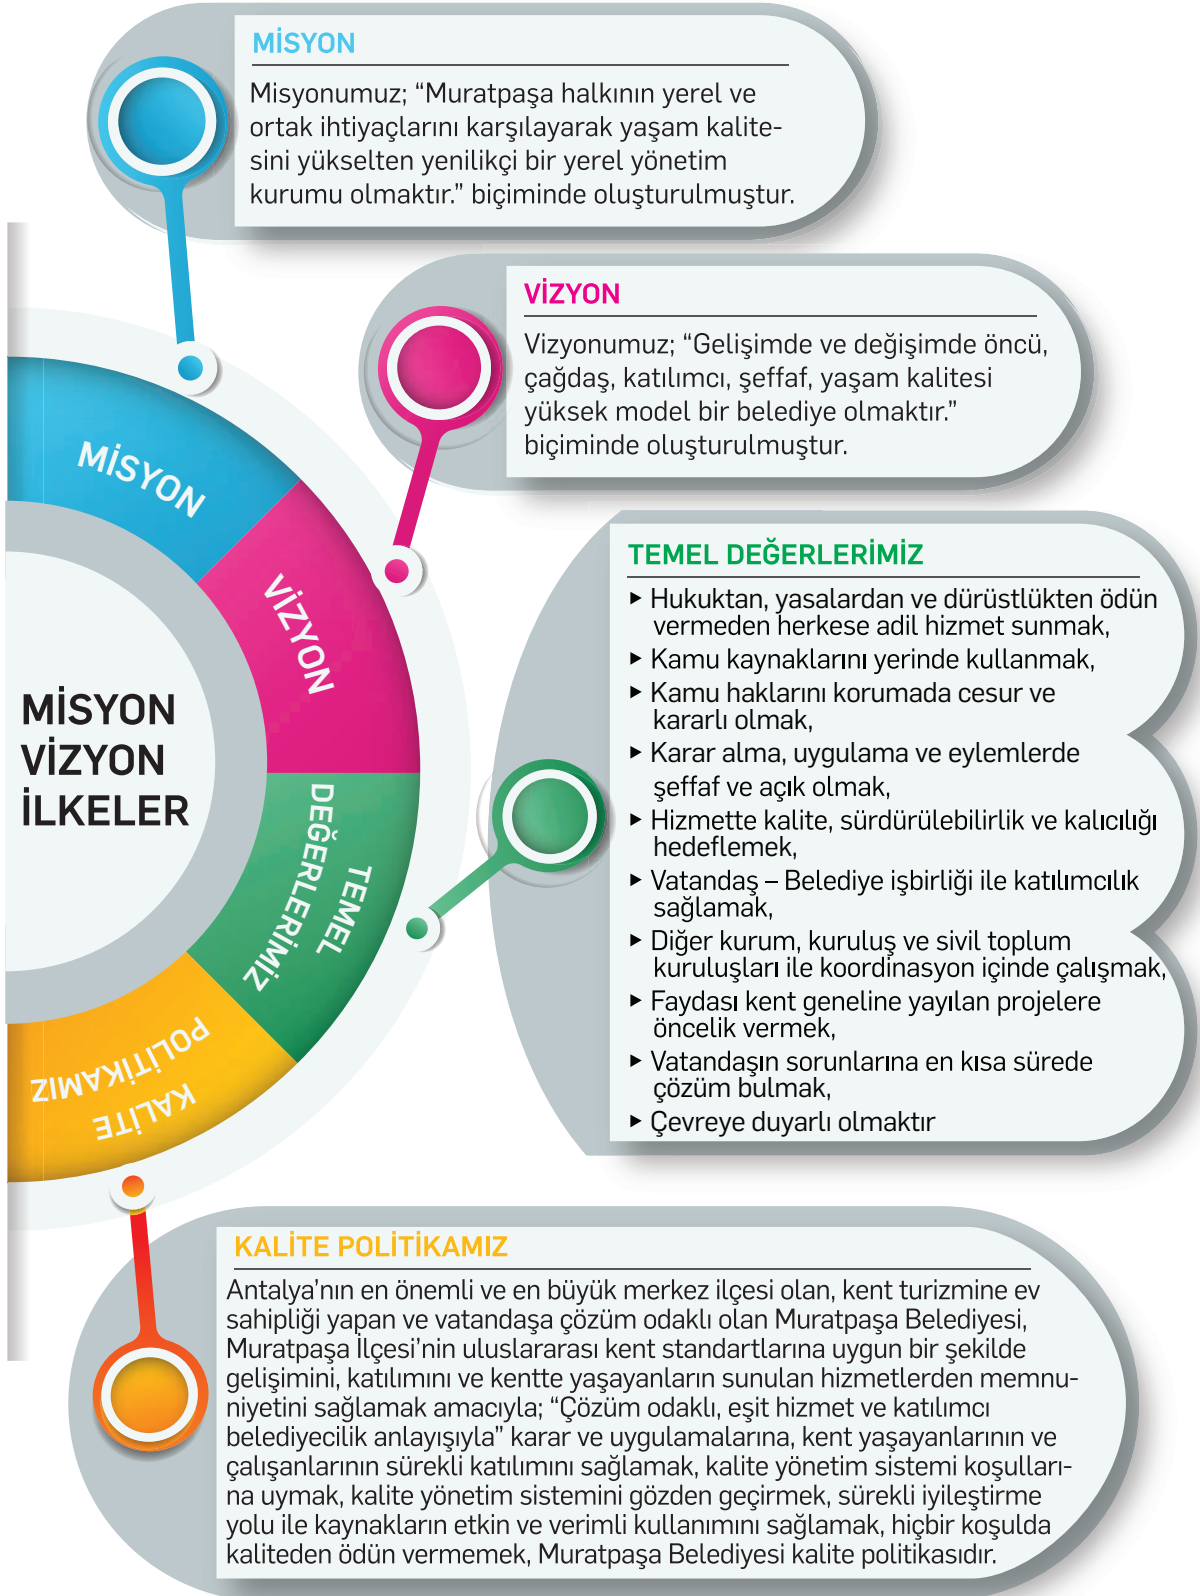 MİSYON
Misyonumuz; “Muratpaşa halkının yerel ve
ortak ihtiyaçlarını karşılayarak yaşam kalite-
sini yükselten yenilikçi bir yerel yönetim
kurumu olmaktır.” biçiminde oluşturulmuştur.
VİZYON
Vizyonumuz; “Gelişimde ve değişimde öncü,
çağdaş, katılımcı, şeffaf, yaşam kalitesi
yüksek model bir belediye olmaktır.”
biçiminde oluşturulmuştur.
MİSYON
VİZYON
TEMEL
DEĞERLERİMİZ
KALİTE
POLİTİKAMIZ
MİSYON
VİZYON
İLKELER
TEMEL DEĞERLERİMİZ
▸ Hukuktan, yasalardan ve dürüstlükten ödün
vermeden herkese adil hizmet sunmak,
▸ Kamu kaynaklarını yerinde kullanmak,
▸ Kamu haklarını korumada cesur ve
kararlı olmak,
▸ Karar alma, uygulama ve eylemlerde
şeffaf ve açık olmak,
▸ Hizmette kalite, sürdürülebilirlik ve kalıcılığı
hedeflemek,
▸ Vatandaş – Belediye işbirliği ile katılımcılık
sağlamak,
▸ Diğer kurum, kuruluş ve sivil toplum
kuruluşları ile koordinasyon içinde çalışmak,
▸ Faydası kent geneline yayılan projelere
öncelik vermek,
▸ Vatandaşın sorunlarına en kısa sürede
çözüm bulmak,
▸ Çevreye duyarlı olmaktır
KALİTE POLİTİKAMIZ
Antalya’nın en önemli ve en büyük merkez ilçesi olan, kent turizmine ev
sahipliği yapan ve vatandaşa çözüm odaklı olan Muratpaşa Belediyesi,
Muratpaşa İlçesi’nin uluslararası kent standartlarına uygun bir şekilde
gelişimini, katılımını ve kentte yaşayanların sunulan hizmetlerden memnu-
niyetini sağlamak amacıyla; “Çözüm odaklı, eşit hizmet ve katılımcı
belediyecilik anlayışıyla” karar ve uygulamalarına, kent yaşayanlarının ve
çalışanlarının sürekli katılımını sağlamak, kalite yönetim sistemi koşulları-
na uymak, kalite yönetim sistemini gözden geçirmek, sürekli iyileştirme
yolu ile kaynakların etkin ve verimli kullanımını sağlamak, hiçbir koşulda
kaliteden ödün vermemek, Muratpaşa Belediyesi kalite politikasıdır.